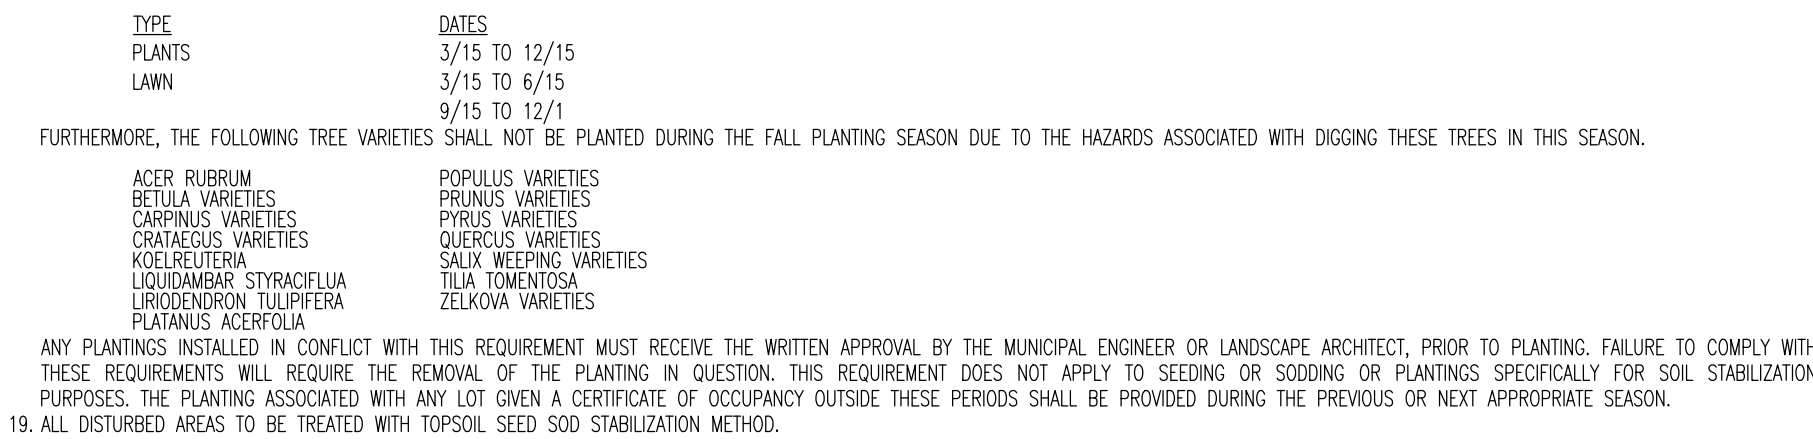 TYPE DATES
PLANTS 3/15 TO 12/15
LAWN 3/15 TO 6/15
9/15 TO 12/1
FURTHERMORE, THE FOLLOWING TREE VARIETIES SHALL NOT BE PLANTED DURING THE FALL PLANTING SEASON DUE TO THE HAZARDS ASSOCIATED WITH DIGGING THESE TREES IN THIS SEASON.
ACER RUBRUM POPULUS VARIETIES
BETULA VARIETIES PRUNUS VARIETIES
CARPINUS VARIETIES PYRUS VARIETIES
CRATAEGUS VARIETIES QUERCUS VARIETIES
KOELREUTERIA SALIX WEEPING VARIETIES
LIQUIDAMBAR STYRACIFLUA TILIA TOMENTOSA
LIRIODENDRON TULIPIFERA ZELKOVA VARIETIES
PLATANUS ACERFOLIA
ANY PLANTINGS INSTALLED IN CONFLICT WITH THIS REQUIREMENT MUST RECEIVE THE WRITTEN APPROVAL BY THE MUNICIPAL ENGINEER OR LANDSCAPE ARCHITECT, PRIOR TO PLANTING. FAILURE TO COMPLY WITH
THESE REQUIREMENTS WILL REQUIRE THE REMOVAL OF THE PLANTING IN QUESTION. THIS REQUIREMENT DOES NOT APPLY TO SEEDING OR SODDING OR PLANTINGS SPECIFICALLY FOR SOIL STABILIZATION
PURPOSES. THE PLANTING ASSOCIATED WITH ANY LOT GIVEN A CERTIFICATE OF OCCUPANCY OUTSIDE THESE PERIODS SHALL BE PROVIDED DURING THE PREVIOUS OR NEXT APPROPRIATE SEASON.
19. ALL DISTURBED AREAS TO BE TREATED WITH TOPSOIL SEED SOD STABILIZATION METHOD.